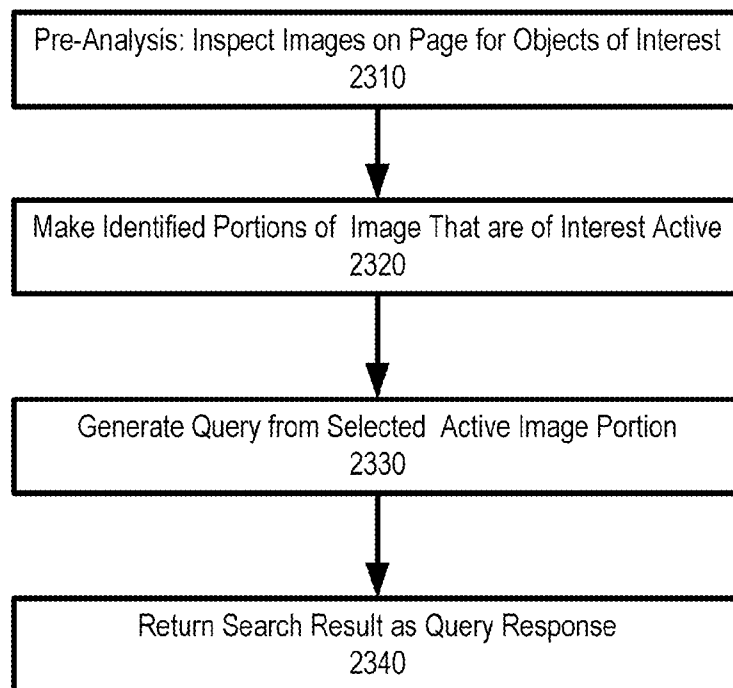 Pre-Analysis: Inspect Images on Page for Objects of Interest
2310
Make Identified Portions of Image That are of Interest Active
2320
Generate Query from Selected Active Image Portion
2330
Return Search Result as Query Response
2340